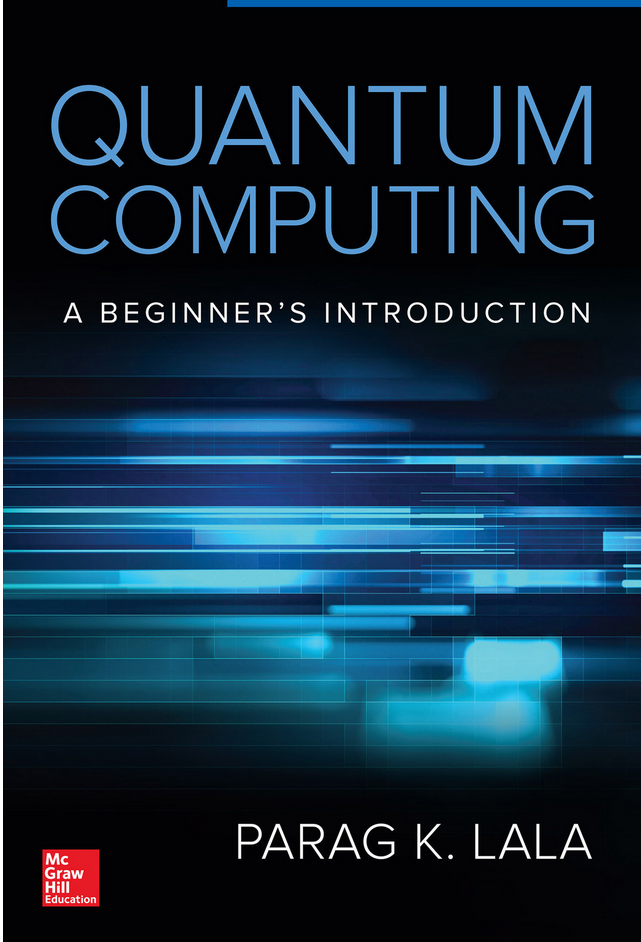 QUANTUM
COMPUTING
A BEGINNER’S INTRODUCTION
PARAG K. LALA
Mc
Graw
Hill
Education